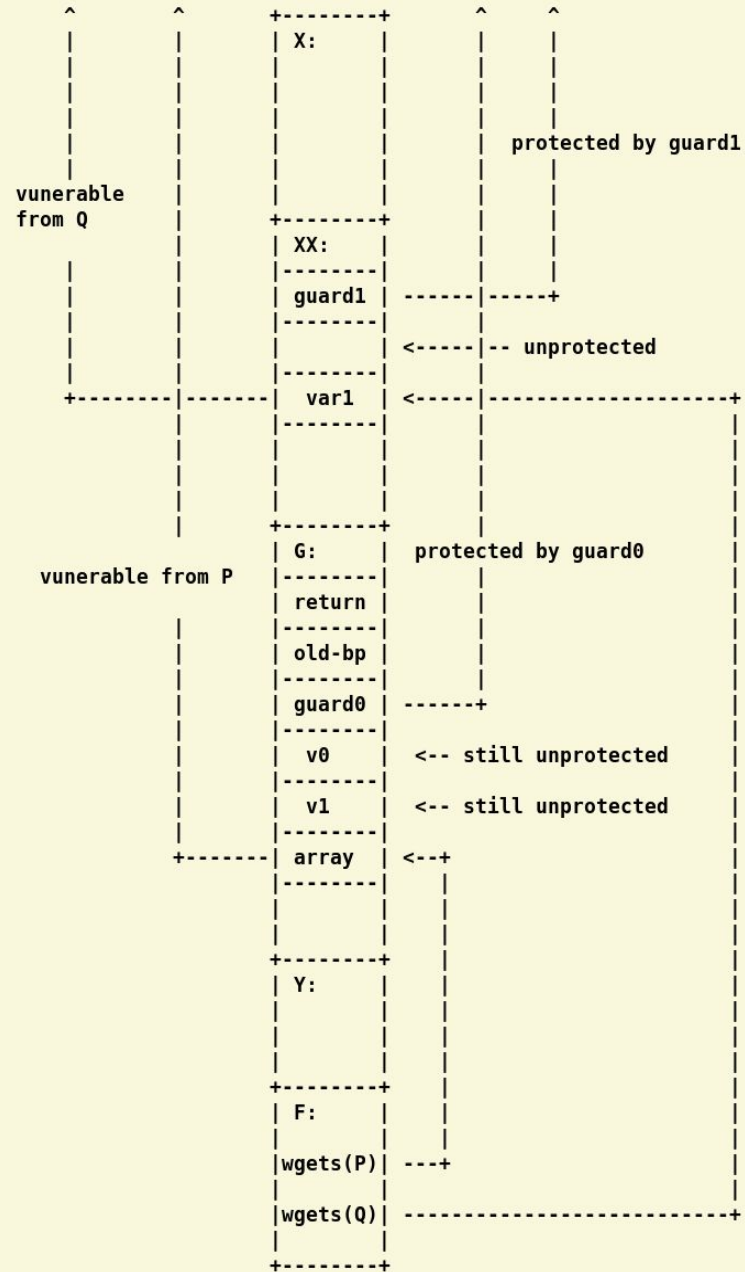 X:
protected by guard1
vunerable
from Q
XX:
guard1
unprotected
var1
G:
protected by guard0
vunerable from P
return
old-bp
guard0
v0 <-- still unprotected
v1 <-- still unprotected
array
Y:
F:
wgets(P)
wgets(Q)